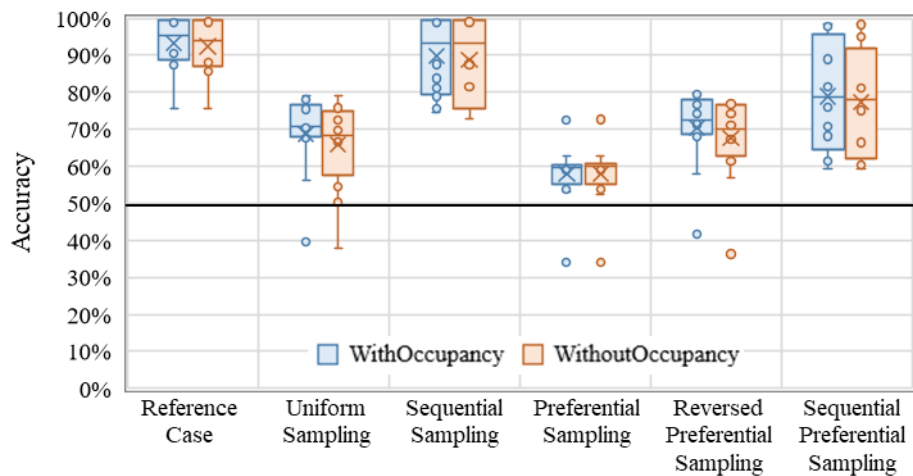 100%
90%
80%
70%
60%
50%
40%
30%
20%
10%
0%
Accuracy
WithOccupancy WithoutOccupancy
Reference
Case
Uniform
Sampling
Sequential
Sampling
Preferential
Sampling
Reversed
Preferential
Sampling
Sequential
Preferential
Sampling